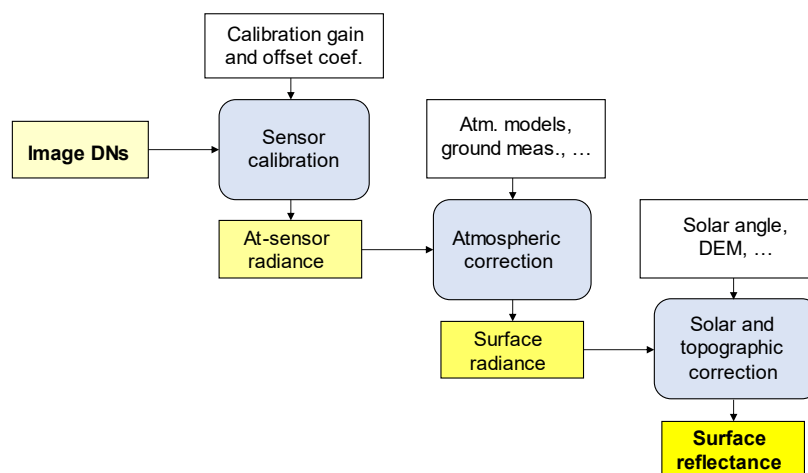 Calibration gain
and offset coef.
Image DNs
Sensor
calibration
Atm. models,
ground meas., …
At-sensor
radiance
Atmospheric
correction
Solar angle,
DEM, …
Surface
radiance
Solar and
topographic
correction
Surface
reflectance